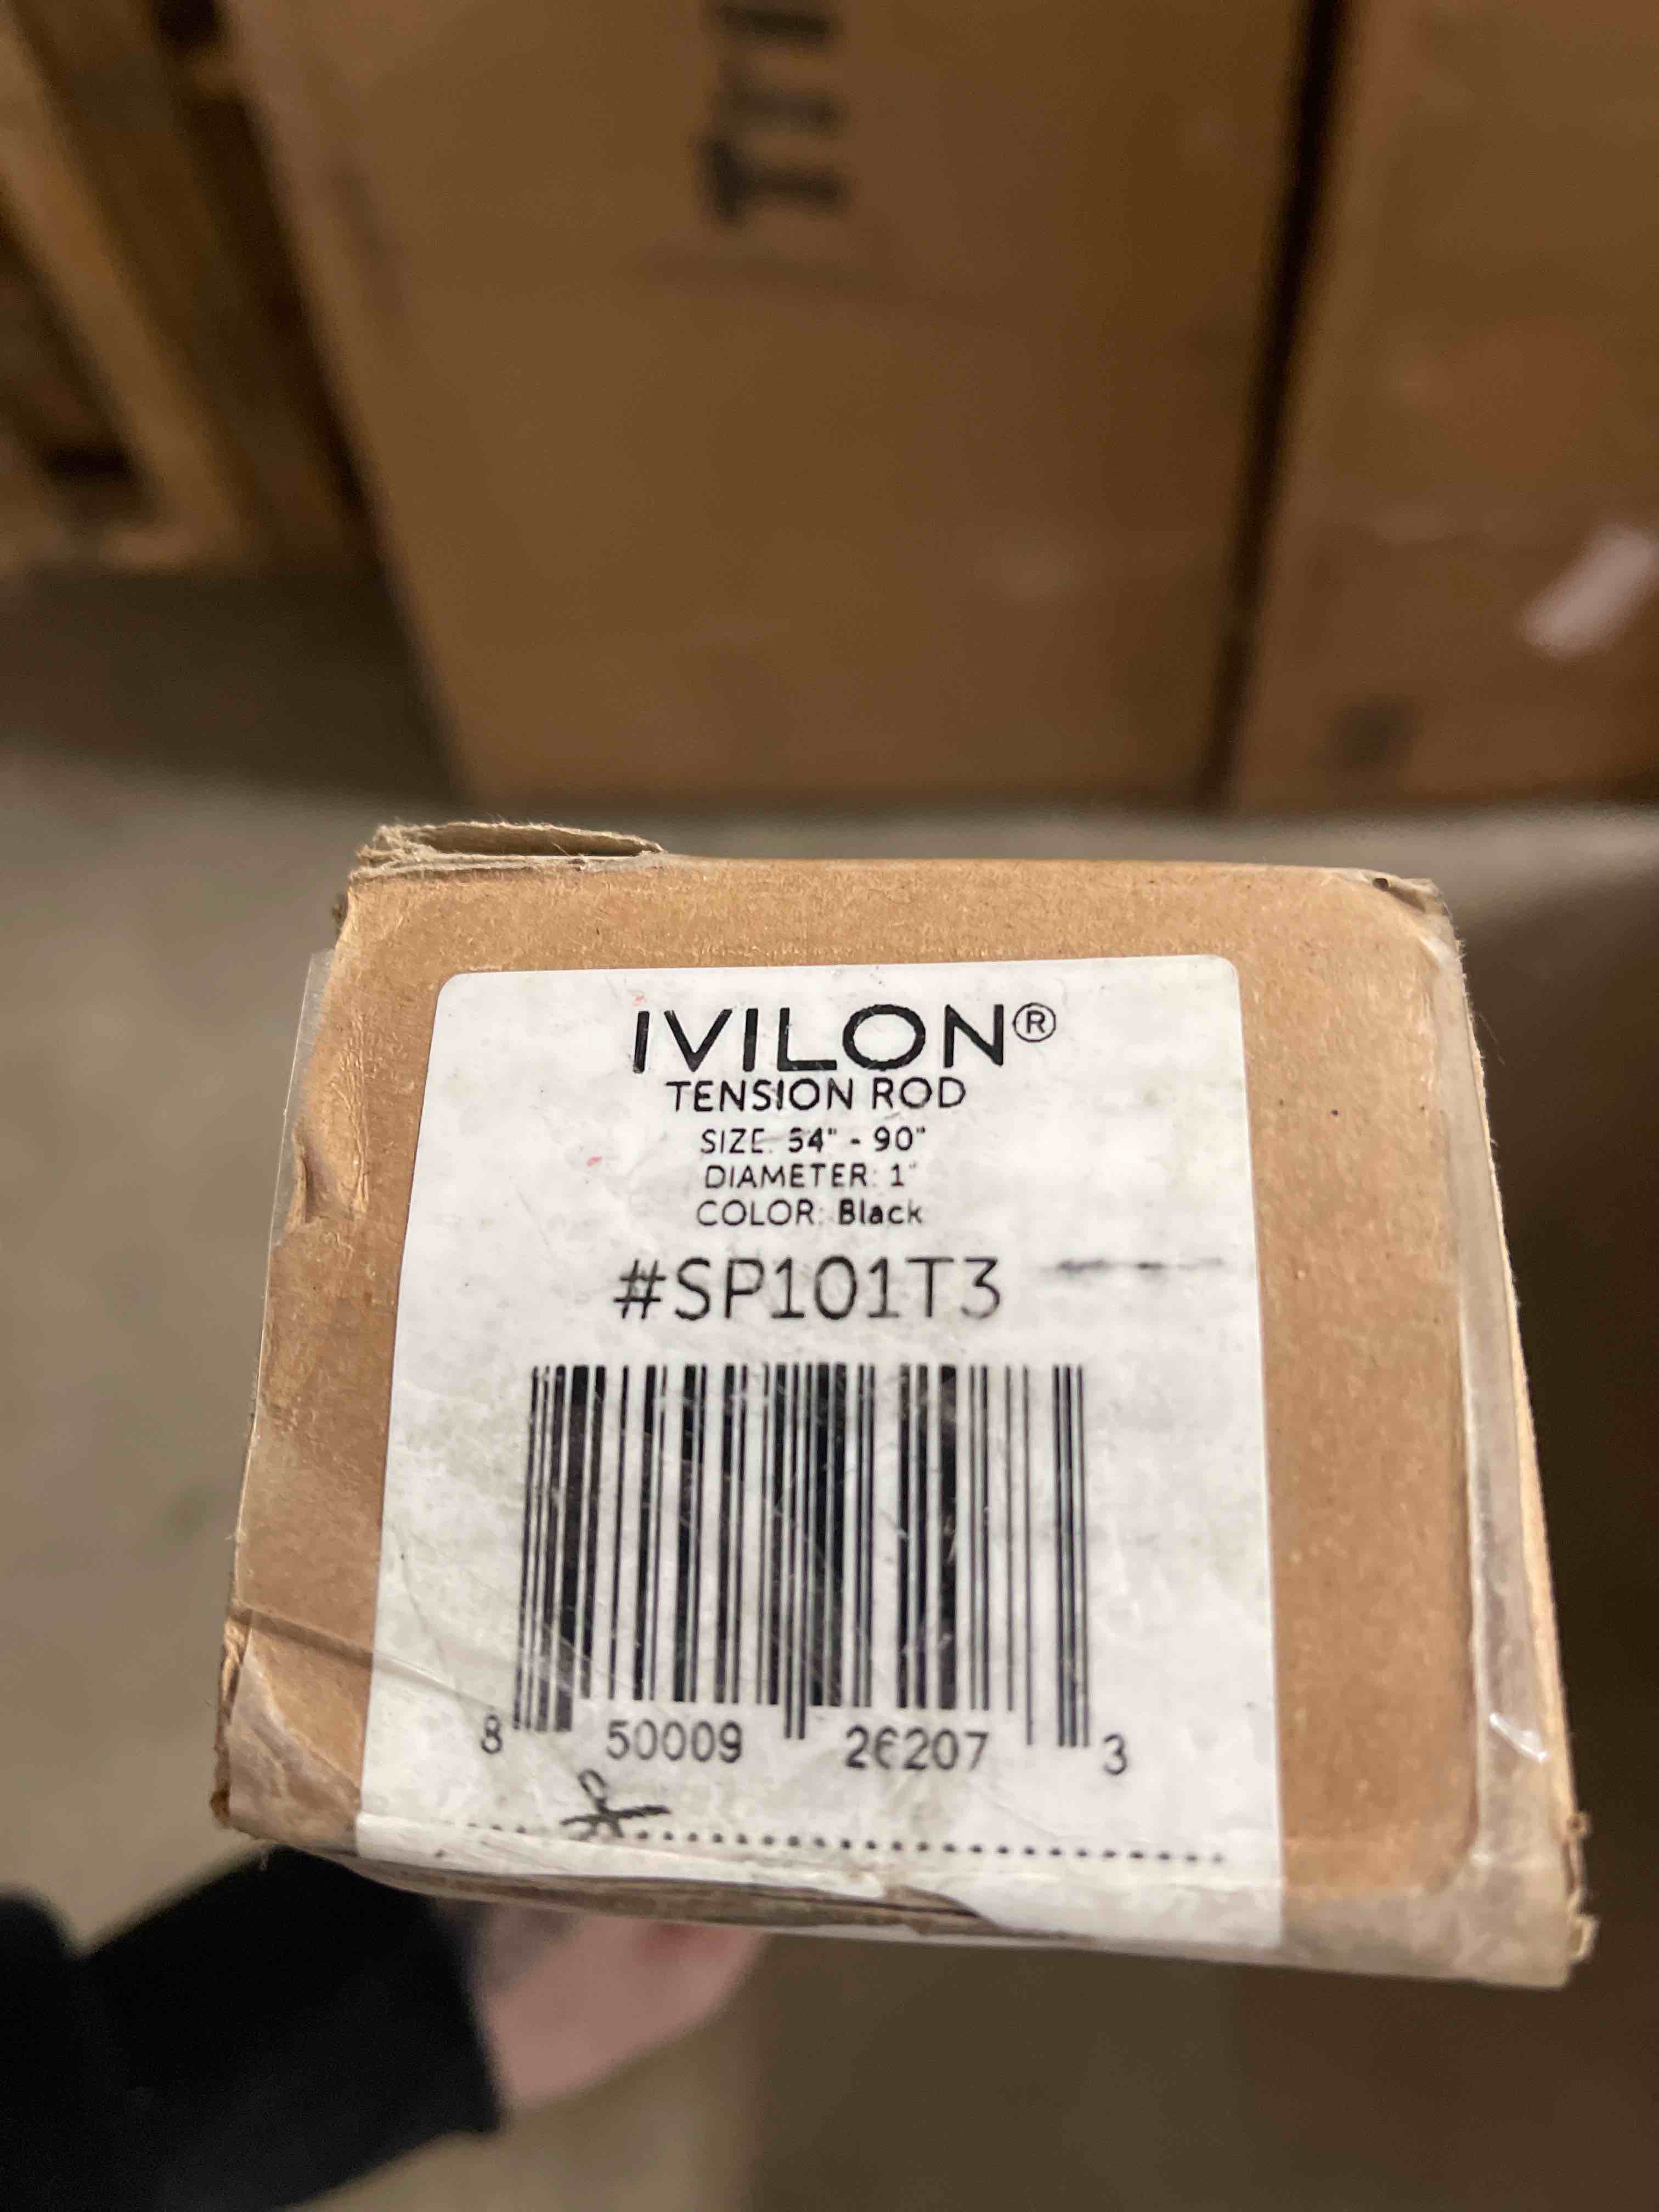 IVILON®
TENSION ROD
SIZE: 54" - 90"
DIAMETER: 1"
COLOR: Black
#SP101T3
8 50009 26207 3